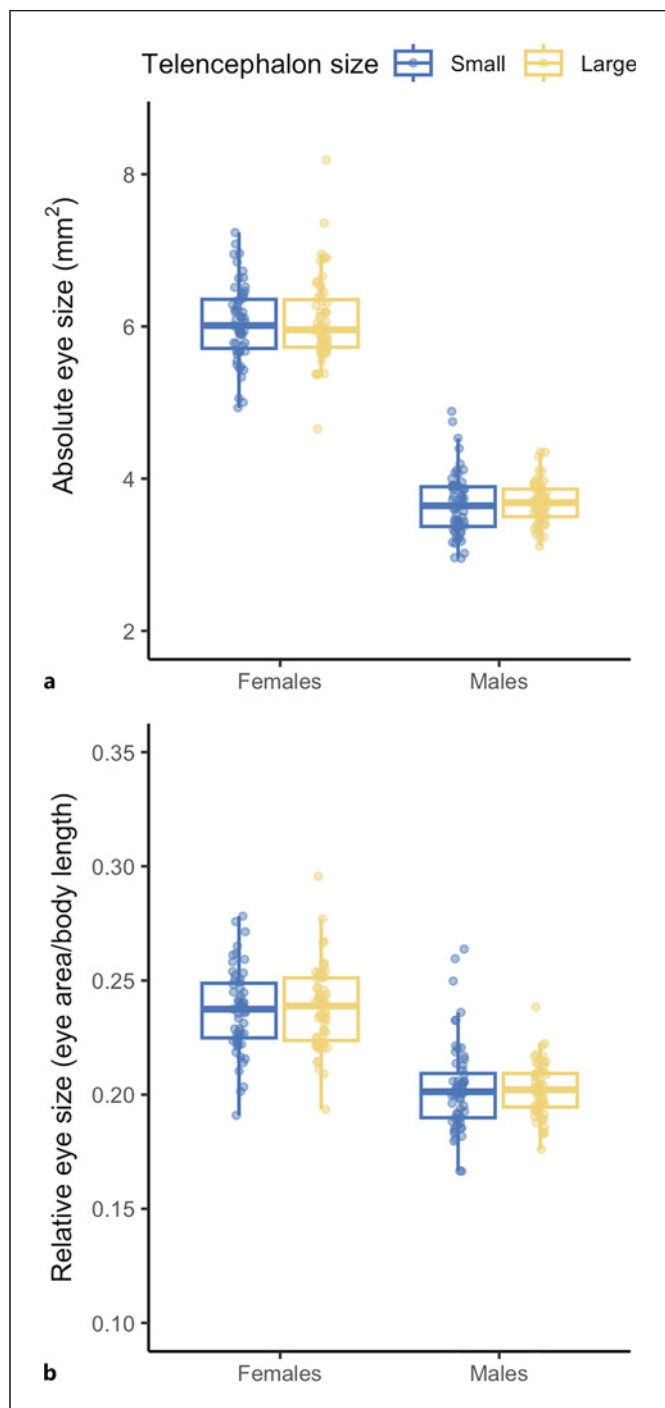 Telencephalon size Small Large
Absolute eye size (mm²)
8
6
4
2
Females Males
a
Relative eye size (eye area/body length)
0.35
0.30
0.25
0.20
0.15
0.10
Females Males
b